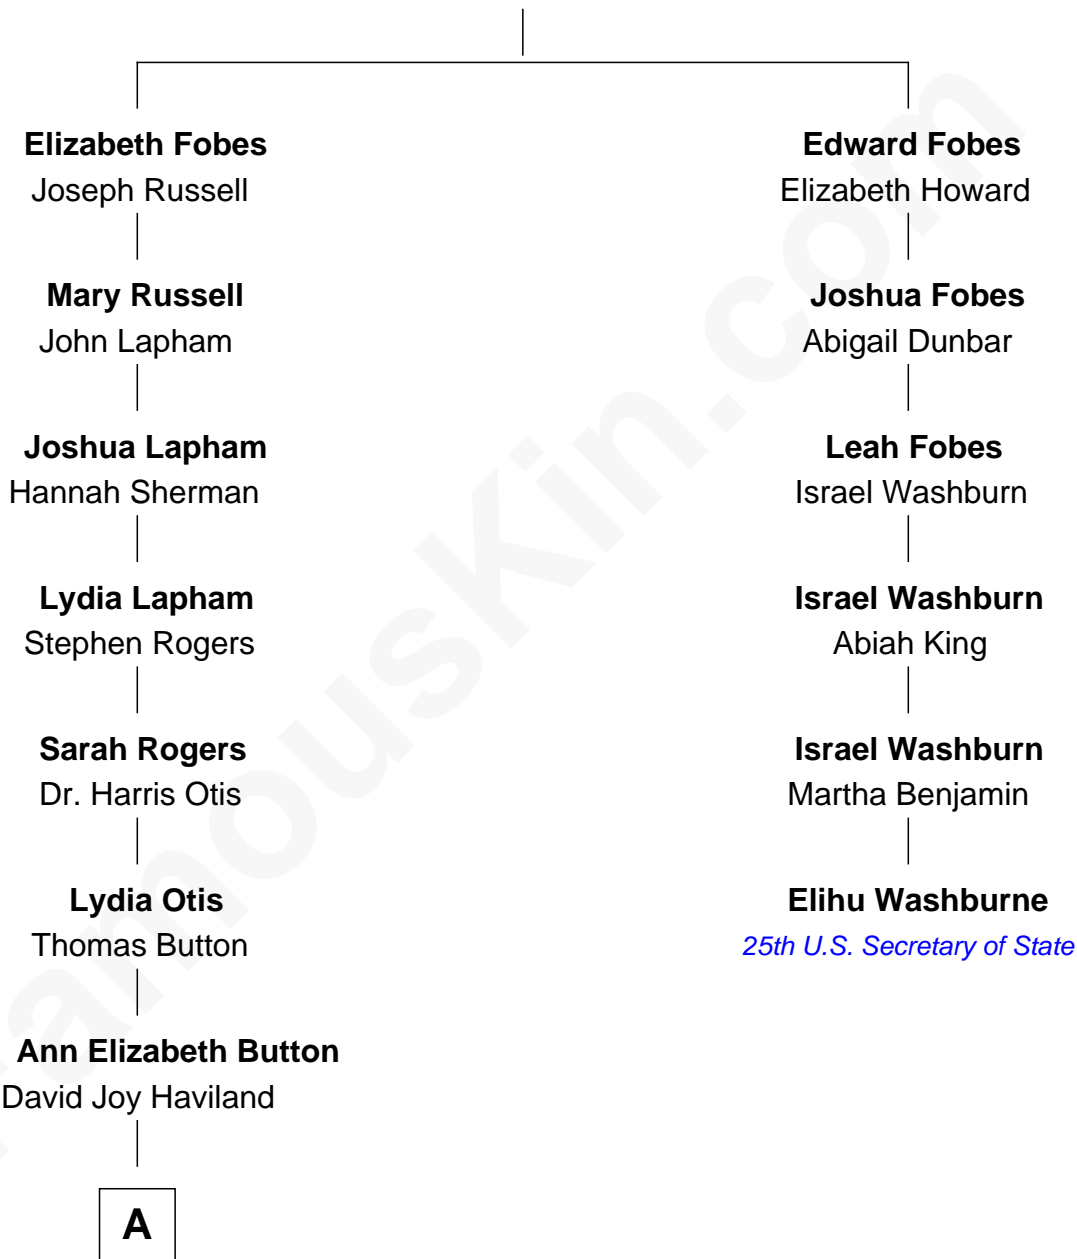 Elizabeth Fobes
Joseph Russell
Mary Russell
John Lapham
Joshua Lapham
Hannah Sherman
Lydia Lapham
Stephen Rogers
Sarah Rogers
Dr. Harris Otis
Lydia Otis
Thomas Button
Ann Elizabeth Button
David Joy Haviland
A
Edward Fobes
Elizabeth Howard
Joshua Fobes
Abigail Dunbar
Leah Fobes
Israel Washburn
Israel Washburn
Abiah King
Israel Washburn
Martha Benjamin
Elihu Washburne
25th U.S. Secretary of State
FamousKin.com